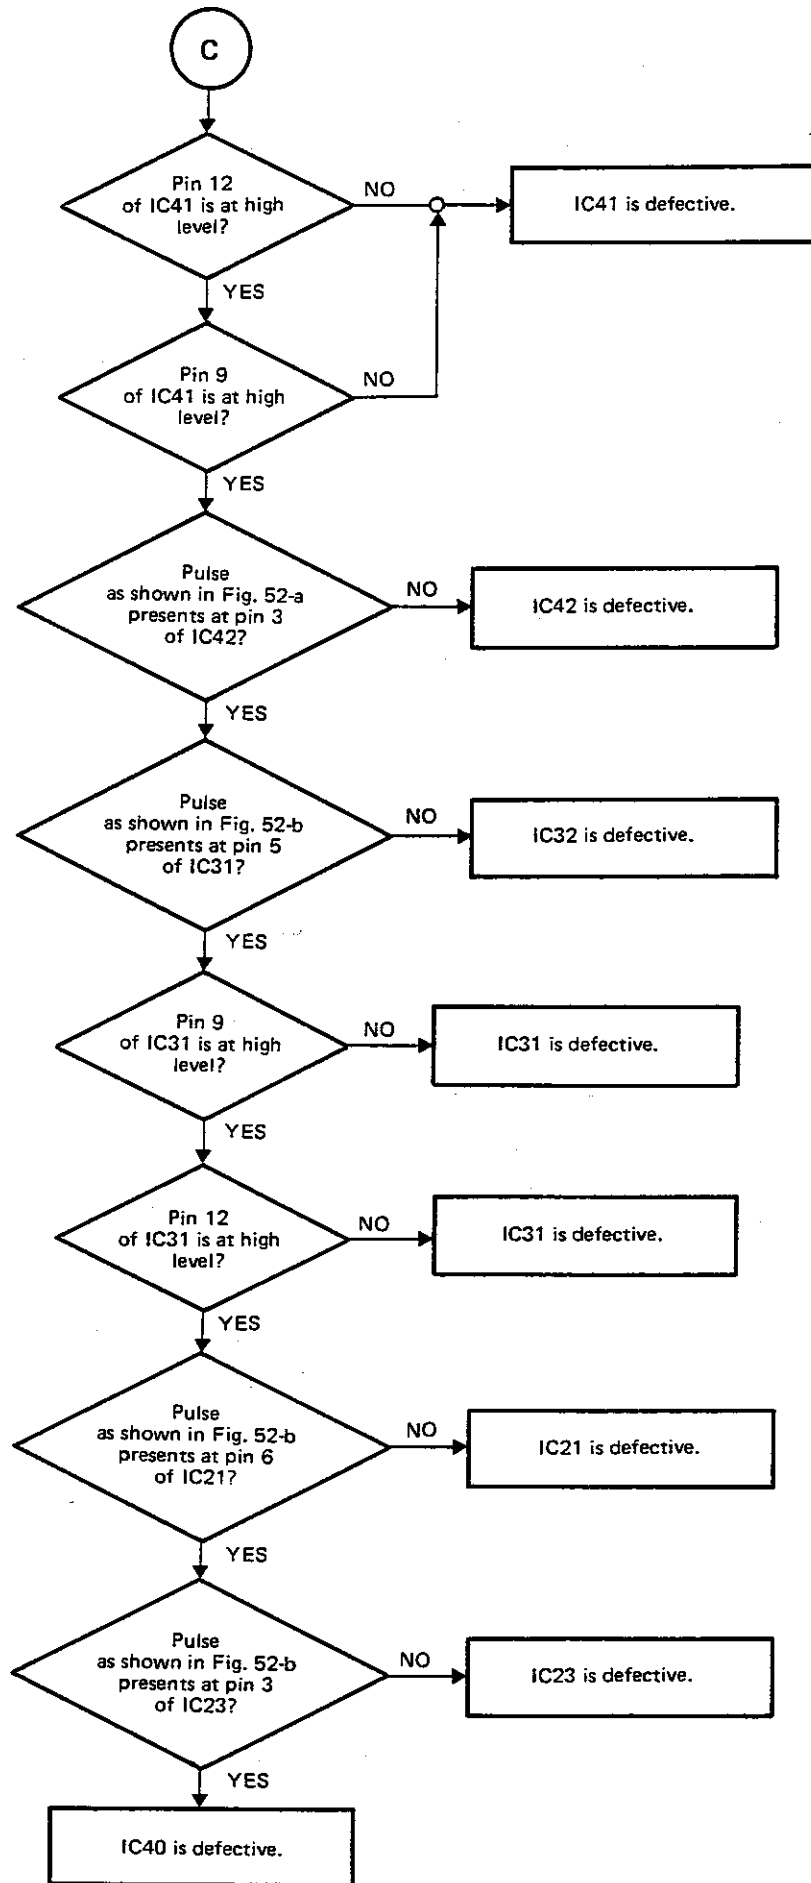 C
Pin 12
of IC41 is at high
level?
NO
IC41 is defective.
YES
Pin 9
of IC41 is at high
level?
NO
YES
Pulse
as shown in Fig. 52-a
presents at pin 3
of IC42?
NO
IC42 is defective.
YES
Pulse
as shown in Fig. 52-b
presents at pin 5
of IC31?
NO
IC32 is defective.
YES
Pin 9
of IC31 is at high
level?
NO
IC31 is defective.
YES
Pin 12
of IC31 is at high
level?
NO
IC31 is defective.
YES
Pulse
as shown in Fig. 52-b
presents at pin 6
of IC21?
NO
IC21 is defective.
YES
Pulse
as shown in Fig. 52-b
presents at pin 3
of IC23?
NO
IC23 is defective.
YES
IC40 is defective.